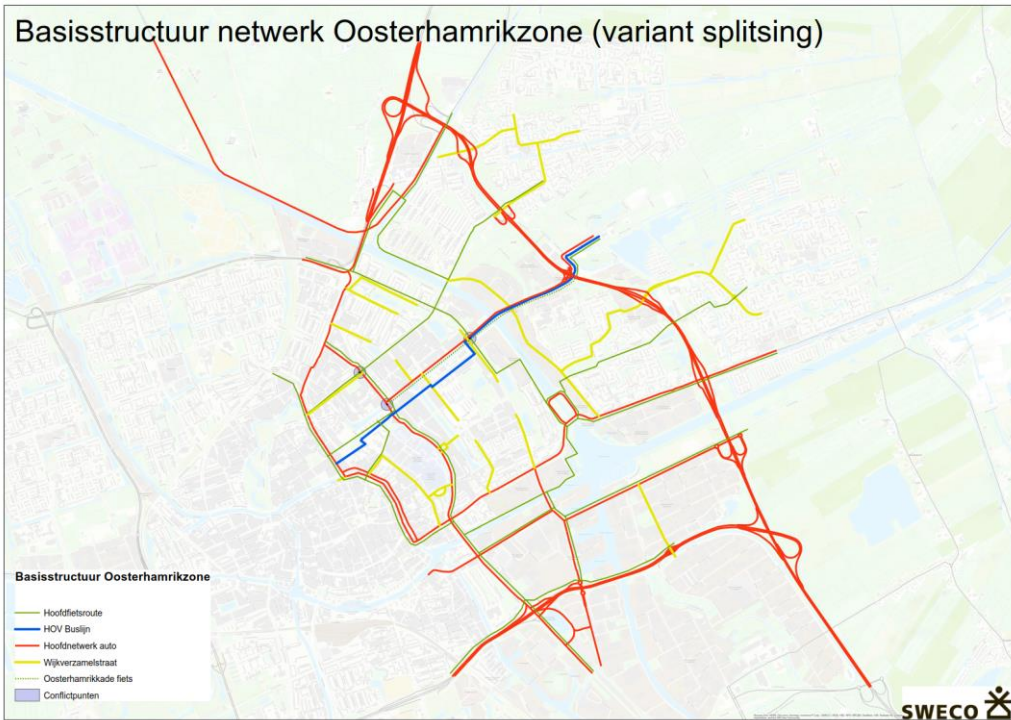 Basisstructuur netwerk Oosterhamrikzone (variant splitsing)
Basisstructuur Oosterhamrikzone
Hoofdfietsroute
HOV Buslijn
Hoofdnetwerk auto
Wijkverzamelstraat
Oosterhamrikkade fiets
Conflictpunten
SWECO